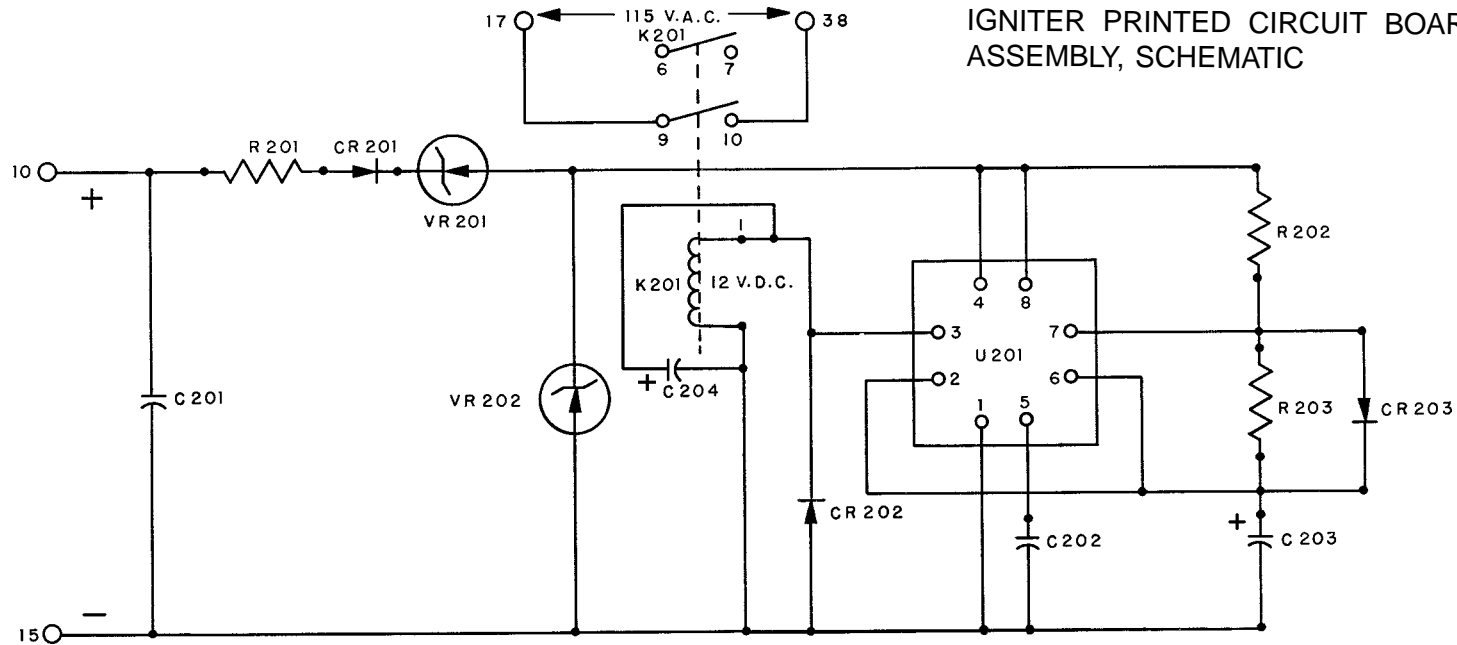 IGNITER PRINTED CIRCUIT BOAR
ASSEMBLY, SCHEMATIC
17 115 V.A.C. 38
K201
6 7
9 10
R201 CR201
10
+
VR201
R202
1
K201 12 V.D.C.
4 8
3 7
U201
2 6
+ C204
C201
VR202
1 5
R203 CR203
CR202
C202
+ C203
−
15